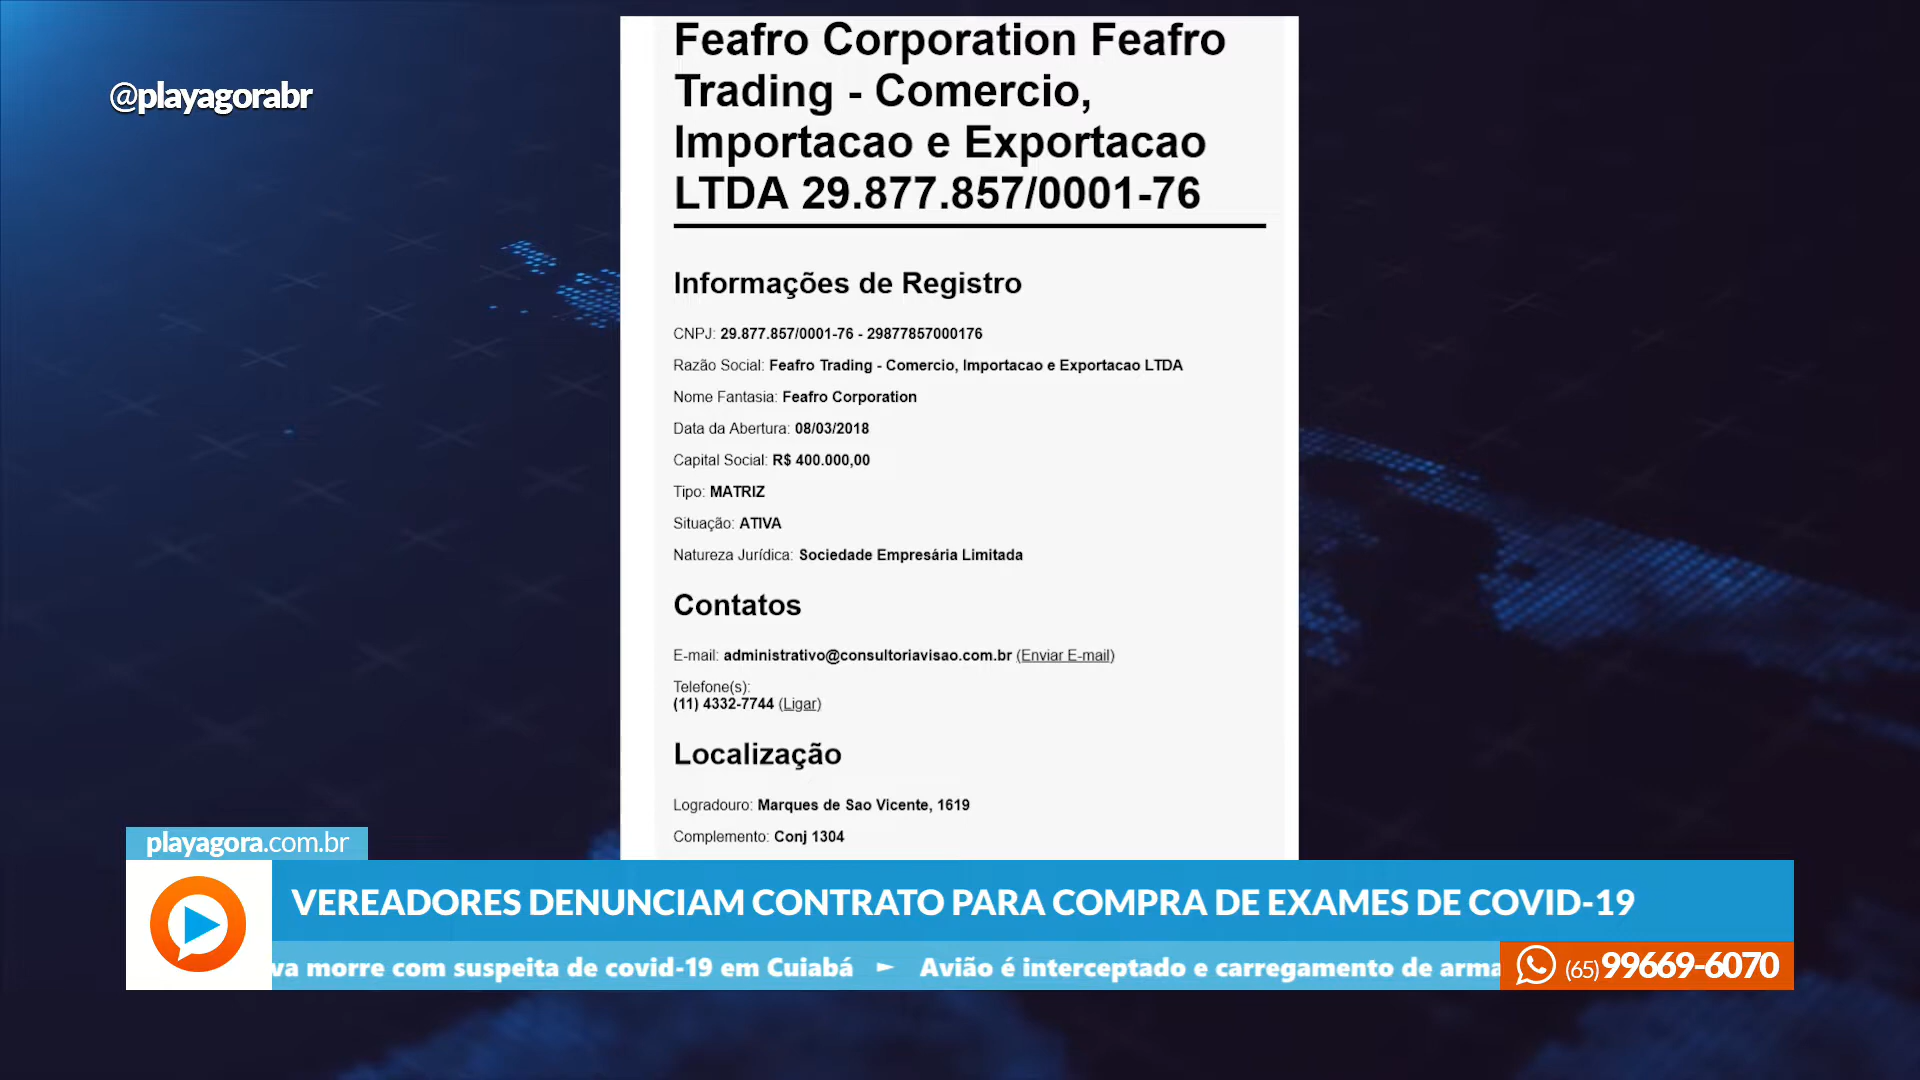 @playagorabr
Feafro Corporation Feafro
Trading - Comercio,
Importacao e Exportacao
LTDA 29.877.857/0001-76
Informações de Registro
CNPJ: 29.877.857/0001-76 - 29877857000176
Razão Social: Feafro Trading - Comercio, Importacao e Exportacao LTDA
Nome Fantasia: Feafro Corporation
Data da Abertura: 08/03/2018
Capital Social: R$ 400.000,00
Tipo: MATRIZ
Situação: ATIVA
Natureza Jurídica: Sociedade Empresária Limitada
Contatos
E-mail: administrativo@consultoriavisao.com.br (Enviar E-mail)
Telefone(s):
(11) 4332-7744 (Ligar)
Localização
Logradouro: Marques de Sao Vicente, 1619
Complemento: Conj 1304
playagora.com.br
VEREADORES DENUNCIAM CONTRATO PARA COMPRA DE EXAMES DE COVID-19
va morre com suspeita de covid-19 em Cuiabá ► Avião é interceptado e carregamento de arma
(65) 99669-6070